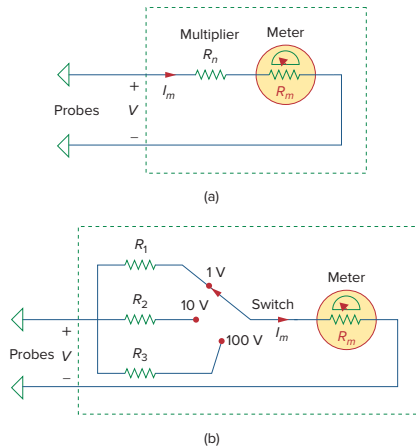 Multiplier Meter
Rn
+
Im
Rm
Probes V
−
(a)
R1
1 V
Meter
R2
10 V
Switch
+
Im
Rm
100 V
Probes V
R3
−
(b)